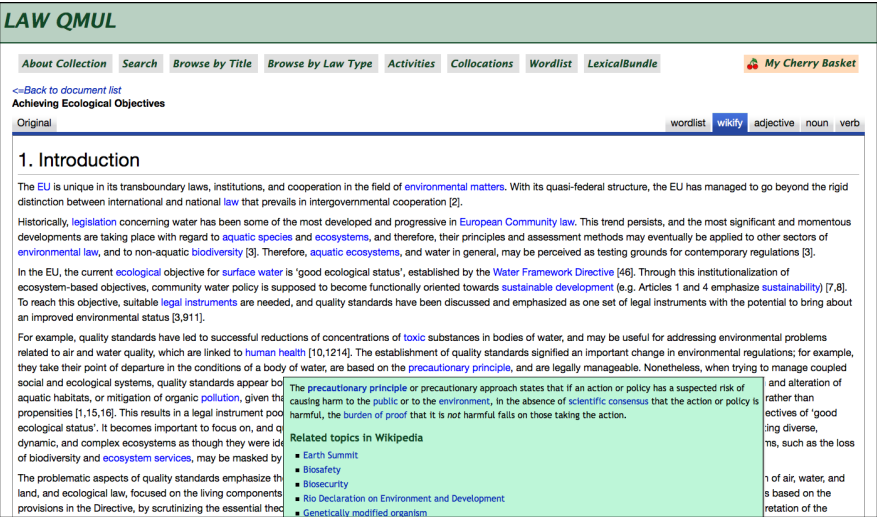 LAW QMUL
About Collection Search Browse by Title Browse by Law Type Activities Collocations Wordlist LexicalBundle My Cherry Basket
<=Back to document list
Achieving Ecological Objectives
Original wordlist wikify adjective noun verb
1. Introduction
The EU is unique in its transboundary laws, institutions, and cooperation in the field of environmental matters. With its quasi-federal structure, the EU has managed to go beyond the rigid
distinction between international and national law that prevails in intergovernmental cooperation [2].
Historically, legislation concerning water has been some of the most developed and progressive in European Community law. This trend persists, and the most significant and momentous
developments are taking place with regard to aquatic species and ecosystems, and therefore, their principles and assessment methods may eventually be applied to other sectors of
environmental law, and to non-aquatic biodiversity [3]. Therefore, aquatic ecosystems, and water in general, may be perceived as testing grounds for contemporary regulations [3].
In the EU, the current ecological objective for surface water is ‘good ecological status’, established by the Water Framework Directive [46]. Through this institutionalization of
ecosystem-based objectives, community water policy is supposed to become functionally oriented towards sustainable development (e.g. Articles 1 and 4 emphasize sustainability) [7,8].
To reach this objective, suitable legal instruments are needed, and quality standards have been discussed and emphasized as one set of legal instruments with the potential to bring about
an improved environmental status [3,911].
For example, quality standards have led to successful reductions of concentrations of toxic substances in bodies of water, and may be useful for addressing environmental problems
related to air and water quality, which are linked to human health [10,1214]. The establishment of quality standards signified an important change in environmental regulations; for example,
they take their point of departure in the conditions of a body of water, are based on the precautionary principle, and are legally manageable. Nonetheless, when trying to manage coupled
social and ecological systems, quality standards appear bo and alteration of
aquatic habitats, or mitigation of organic pollution, given tha rather than
propensities [1,15,16]. This results in a legal instrument poo ectives of ‘good
ecological status’. It becomes important to focus on, and qu ting diverse,
dynamic, and complex ecosystems as though they were ide ms, such as the loss
of biodiversity and ecosystem services, may be masked by
The problematic aspects of quality standards emphasize th n of air, water, and
land, and ecological law, focused on the living components s based on the
provisions in the Directive, by scrutinizing the essential theo retation of the
The precautionary principle or precautionary approach states that if an action or policy has a suspected risk of
causing harm to the public or to the environment, in the absence of scientific consensus that the action or policy is
harmful, the burden of proof that it is not harmful falls on those taking the action.
Related topics in Wikipedia
Earth Summit
Biosafety
Biosecurity
Rio Declaration on Environment and Development
Genetically modified organism